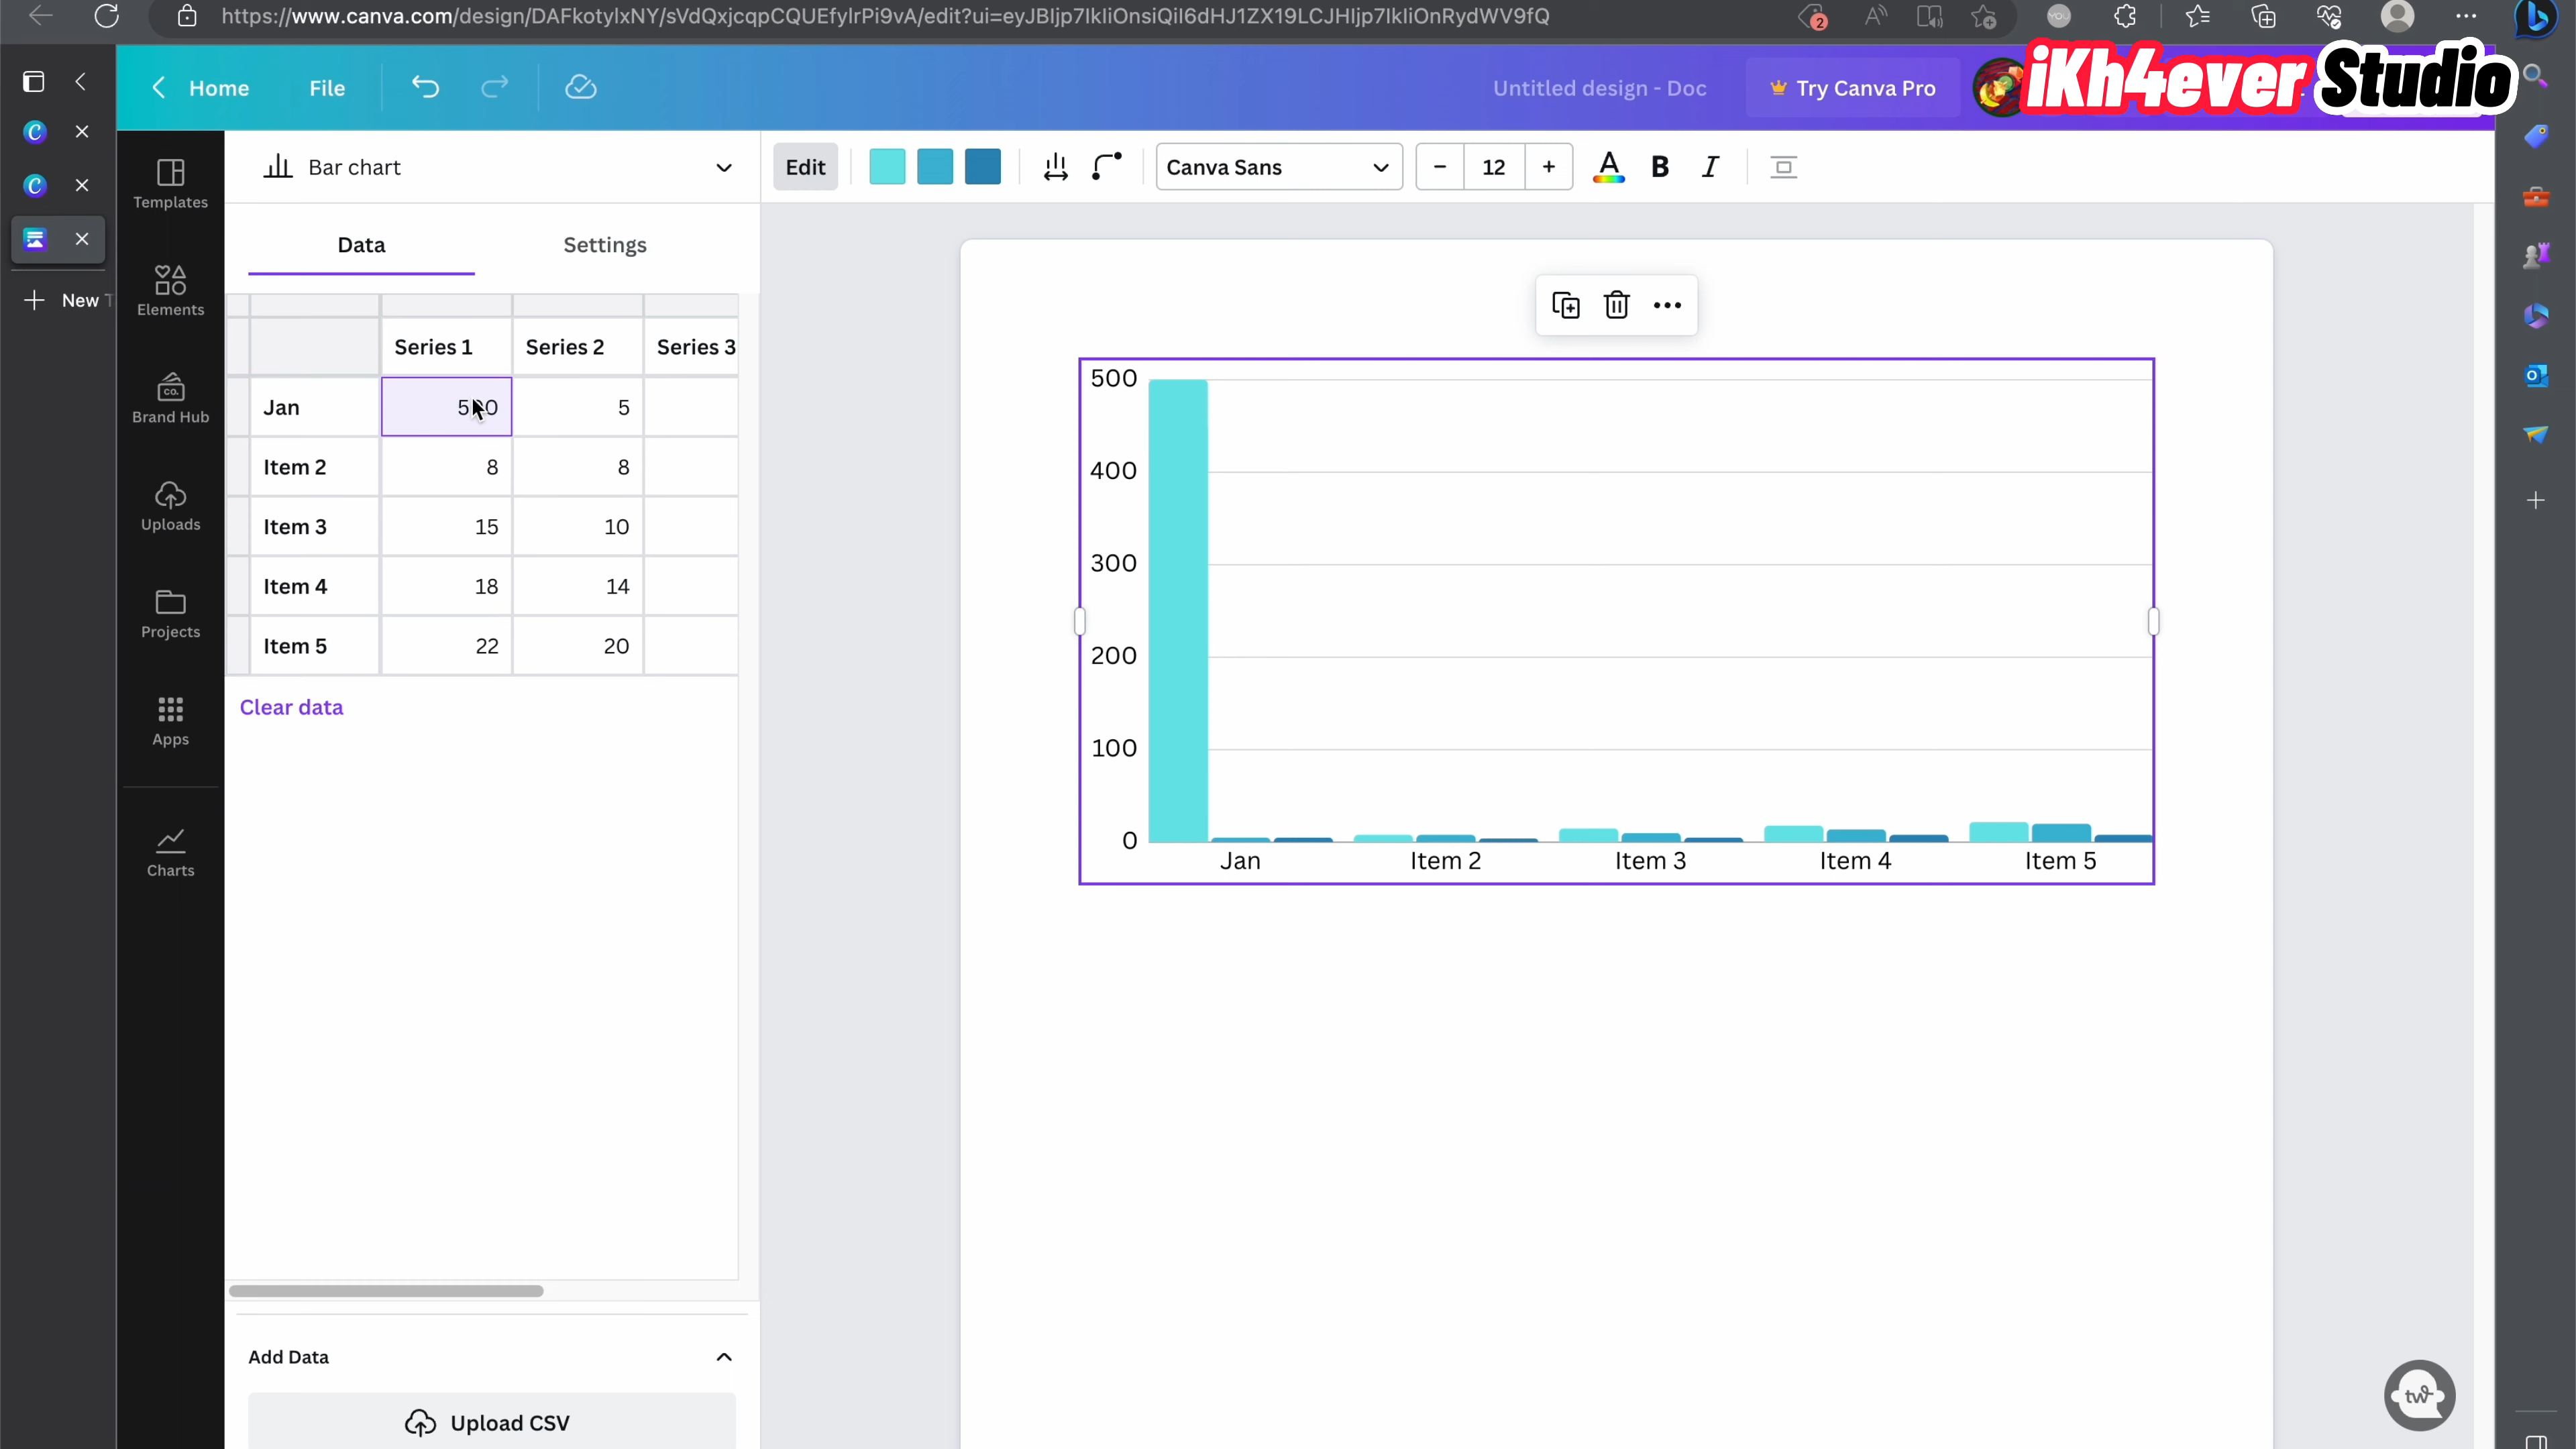 https://www.canva.com/design/DAFkotylxNY/sVdQxjcqpCQUEfylrPi9vA/edit?ui=eyJBIjp7IkIiOnsiQiI6dHJ1ZX19LCJHIjp7IkIiOnRydWV9fQ
2
YOU
iKh4ever Studio
Home
File
Untitled design - Doc
Try Canva Pro
Bar chart
Edit
Canva Sans
− 12 +
A B I
Templates
Elements
Brand Hub
Uploads
Projects
Apps
Charts
New T
Data
Settings
Series 1 Series 2 Series 3
Jan 5
Item 2 8 8
Item 3 15 10
Item 4 18 14
Item 5 22 20
Clear data
500
400
300
200
100
0
Jan Item 2 Item 3 Item 4 Item 5
Add Data
Upload CSV
tw